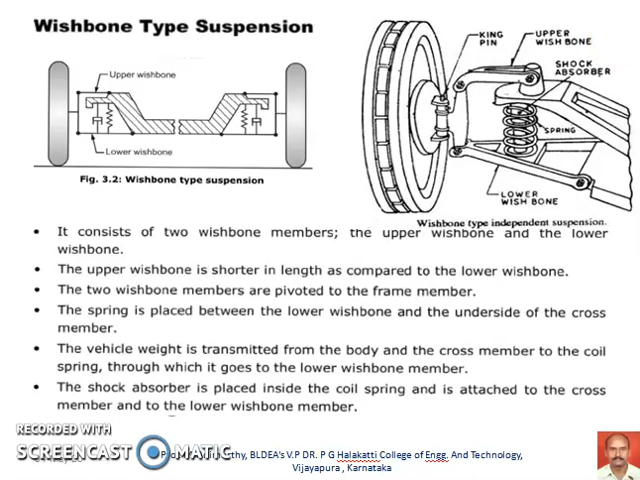 Wishbone Type Suspension
Upper wishbone
Lower wishbone
Fig. 3.2: Wishbone type suspension
KING
PIN
UPPER
WISH BONE
SHOCK
ABSORBER
SPRING
LOWER
WISH BONE
Wishbone type independent suspension.
• It consists of two wishbone members; the upper wishbone and the lower
wishbone.
• The upper wishbone is shorter in length as compared to the lower wishbone.
• The two wishbone members are pivoted to the frame member.
• The spring is placed between the lower wishbone and the underside of the cross
member.
• The vehicle weight is transmitted from the body and the cross member to the coil
spring, through which it goes to the lower wishbone member.
• The shock absorber is placed inside the coil spring and is attached to the cross
member and to the lower wishbone member.
RECORDED WITH
SCREENCAST MATIC
BLDEA's V.P DR. P G Halakatti College of Engg. And Technology,
Vijayapura , Karnataka